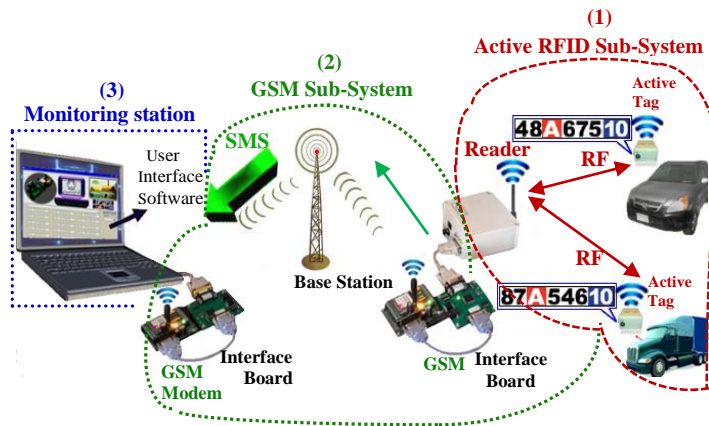 (1)
Active RFID Sub-System
(2)
GSM Sub-System
(3)
Monitoring station
Active
Tag
48A67510
SMS
Reader
RF
User
Interface
Software
Base Station
RF
87A54610
Active
Tag
GSM
Modem
Interface
Board
GSM
Interface
Board